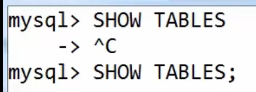 mysql> SHOW TABLES
    -> ^C
mysql> SHOW TABLES;